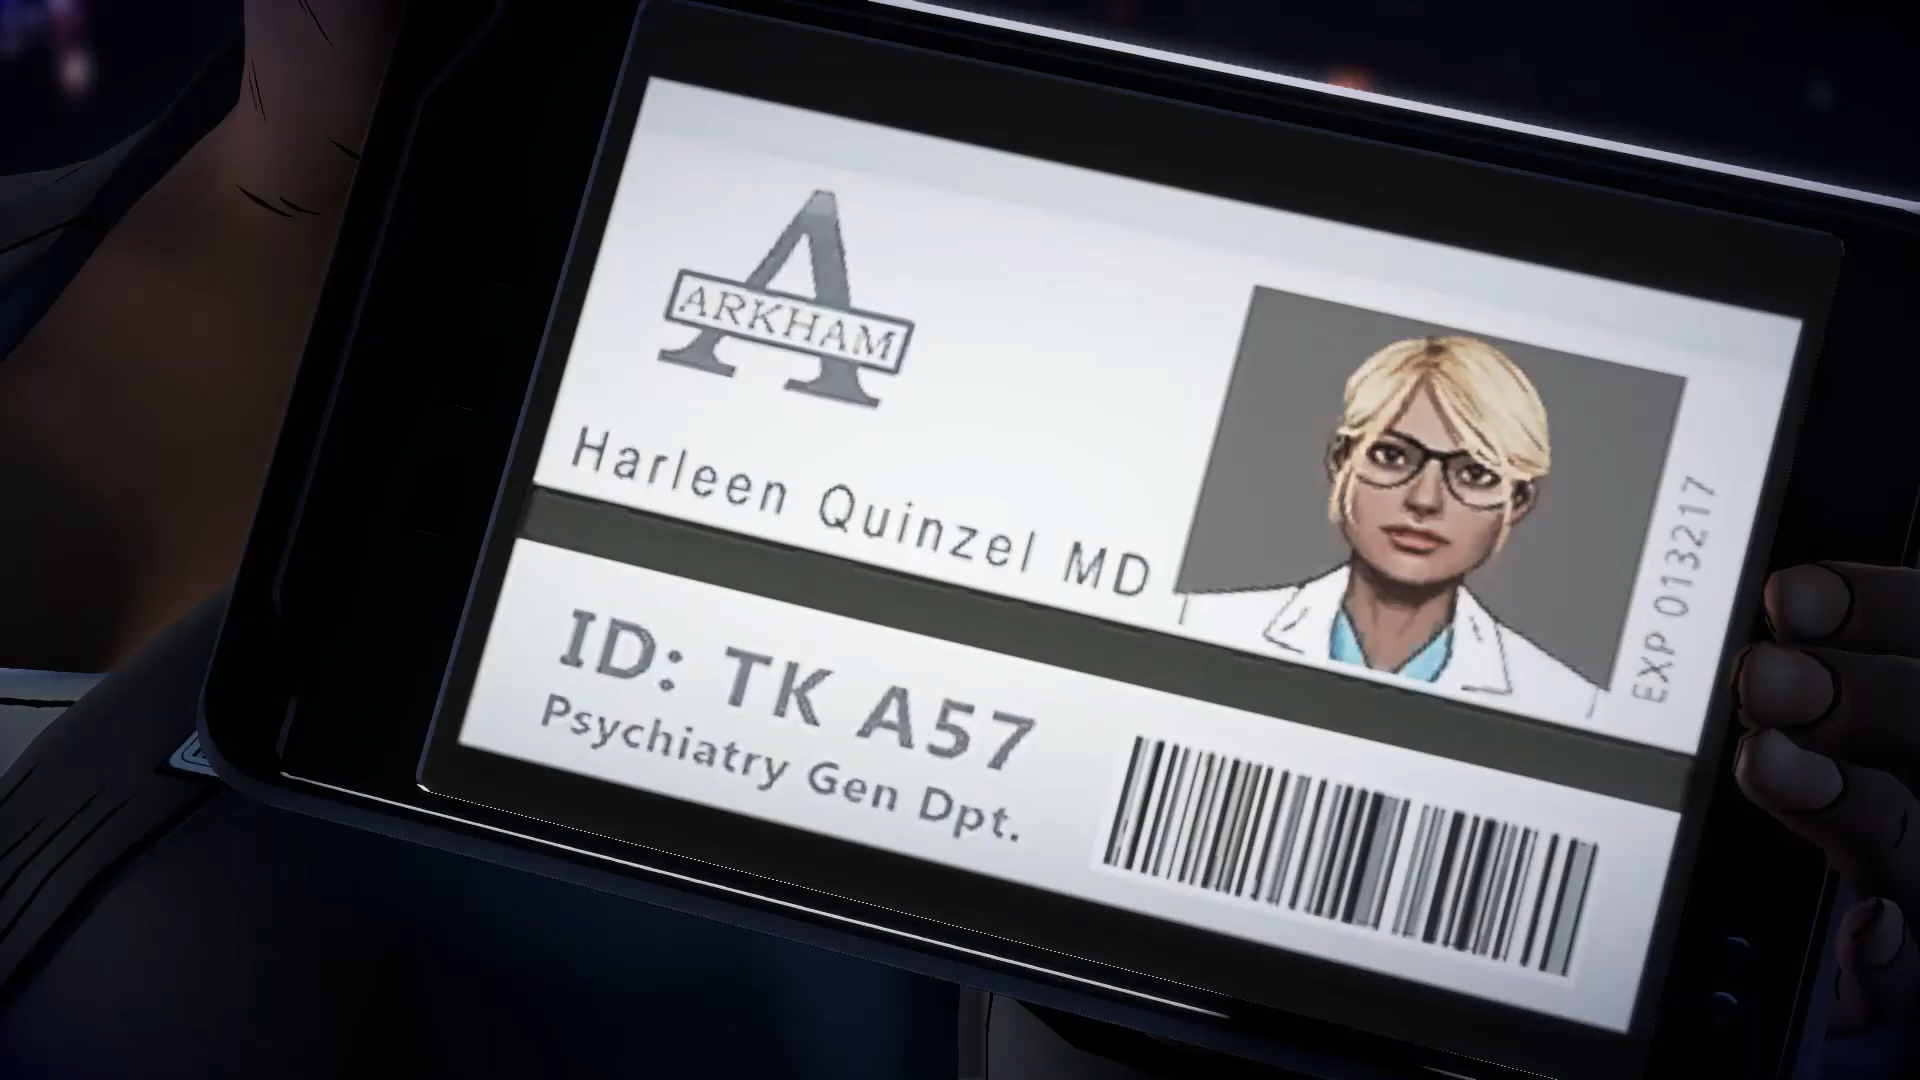 ARKHAM
Harleen Quinzel MD
EXP 013217
ID: TK A57
Psychiatry Gen Dpt.